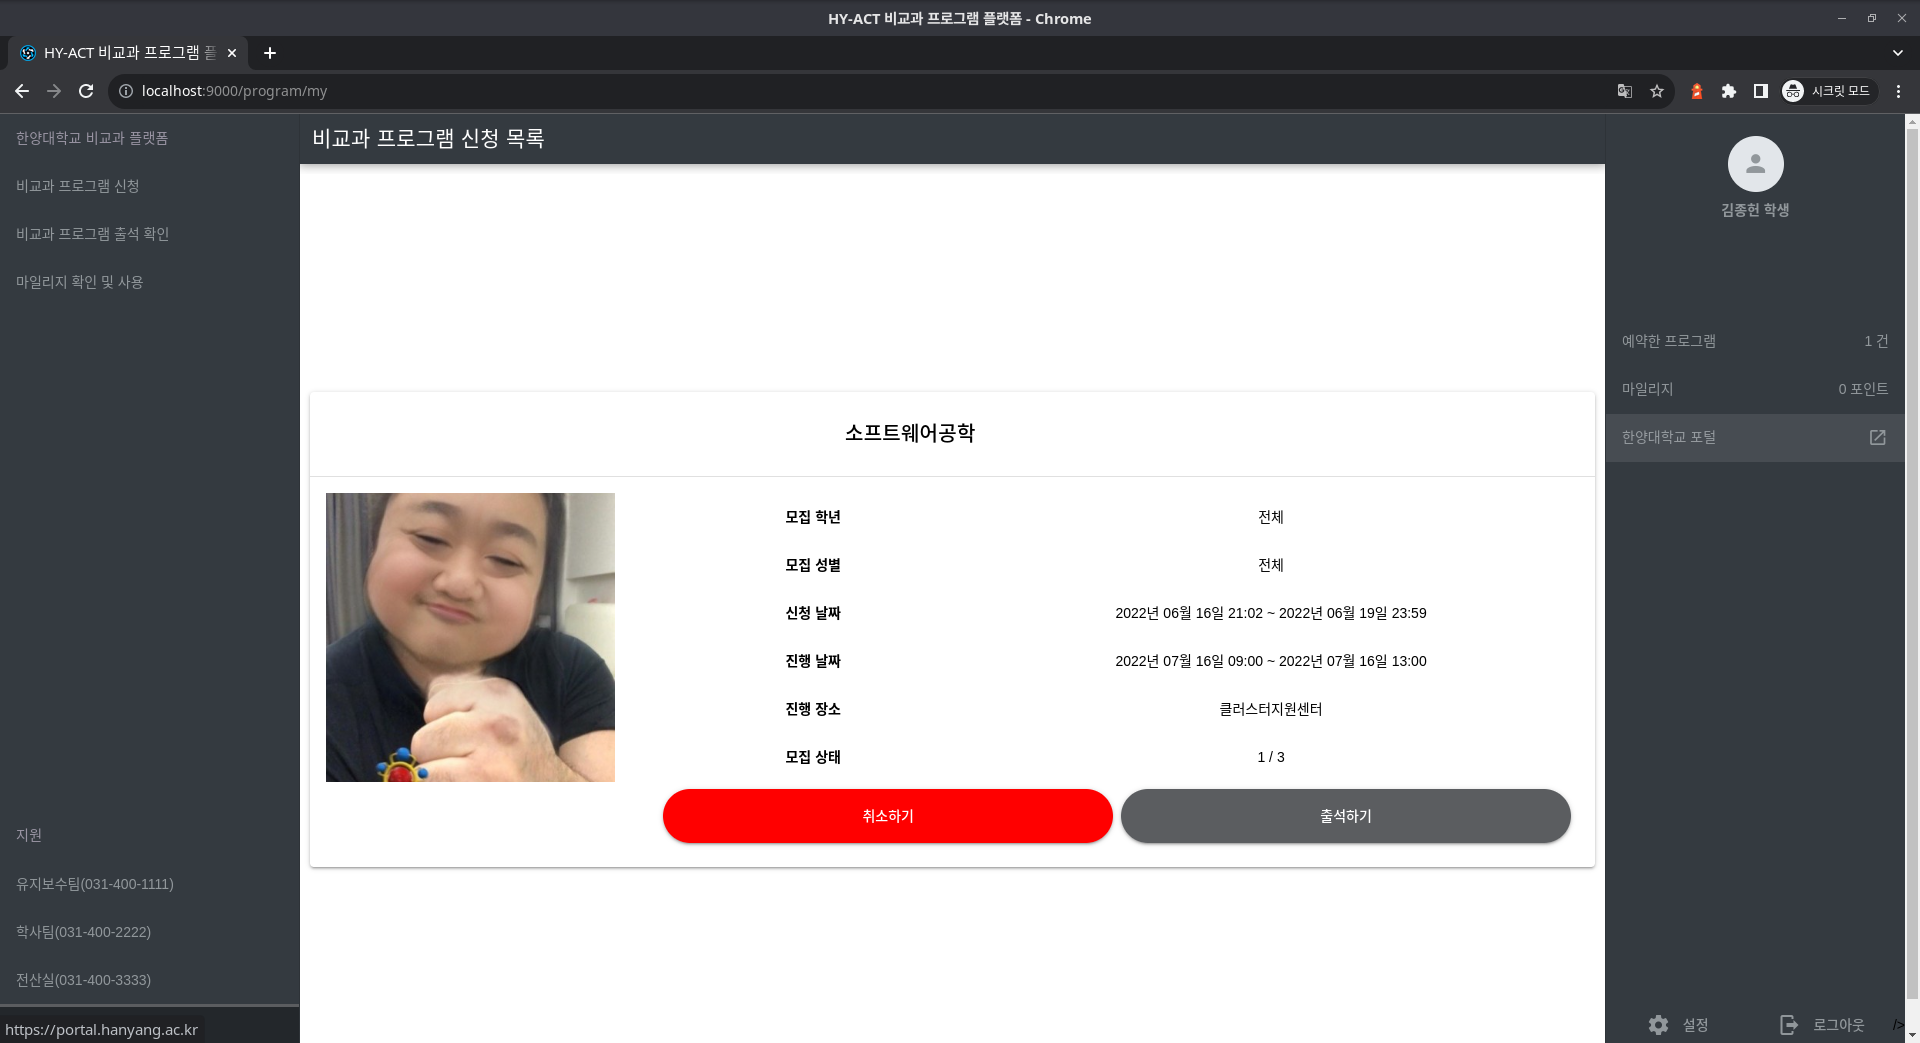 HY-ACT 비교과 프로그램 플랫폼 - Chrome
HY-ACT 비교과 프로그램 플
localhost:9000/program/my
시크릿 모드
한양대학교 비교과 플랫폼
비교과 프로그램 신청
비교과 프로그램 출석 확인
마일리지 확인 및 사용
지원
유지보수팀(031-400-1111)
학사팀(031-400-2222)
전산실(031-400-3333)
https://portal.hanyang.ac.kr
비교과 프로그램 신청 목록
소프트웨어공학
모집 학년 전체
모집 성별 전체
신청 날짜 2022년 06월 16일 21:02 ~ 2022년 06월 19일 23:59
진행 날짜 2022년 07월 16일 09:00 ~ 2022년 07월 16일 13:00
진행 장소 클러스터지원센터
모집 상태 1 / 3
취소하기 출석하기
김종헌 학생
예약한 프로그램 1 건
마일리지 0 포인트
한양대학교 포털
설정 로그아웃 />